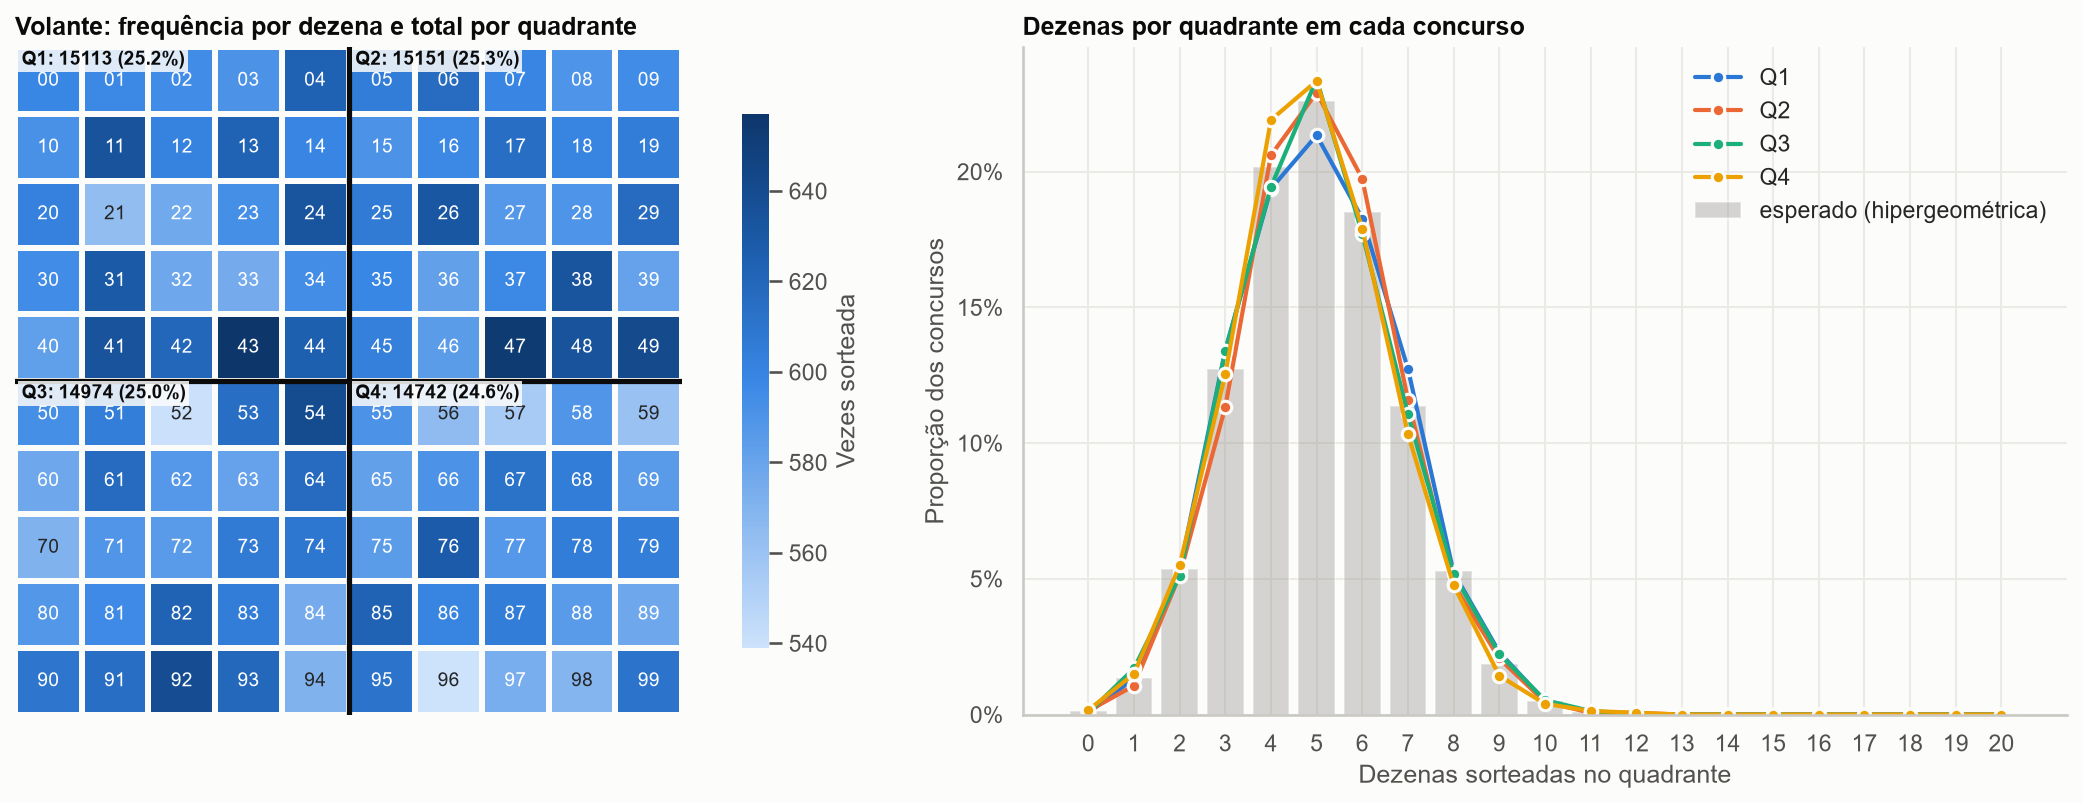 Volante: frequência por dezena e total por quadrante
Q1: 15113 (25.2%) Q2: 15151 (25.3%)
00 01 02 03 04 05 06 07 08 09
10 11 12 13 14 15 16 17 18 19
20 21 22 23 24 25 26 27 28 29
30 31 32 33 34 35 36 37 38 39
40 41 42 43 44 45 46 47 48 49
Q3: 14974 (25.0%) Q4: 14742 (24.6%)
50 51 52 53 54 55 56 57 58 59
60 61 62 63 64 65 66 67 68 69
70 71 72 73 74 75 76 77 78 79
80 81 82 83 84 85 86 87 88 89
90 91 92 93 94 95 96 97 98 99
640
620
600
580
560
540
Vezes sorteada
Dezenas por quadrante em cada concurso
Q1
Q2
Q3
Q4
esperado (hipergeométrica)
20%
15%
10%
5%
0%
Proporção dos concursos
0 1 2 3 4 5 6 7 8 9 10 11 12 13 14 15 16 17 18 19 20
Dezenas sorteadas no quadrante